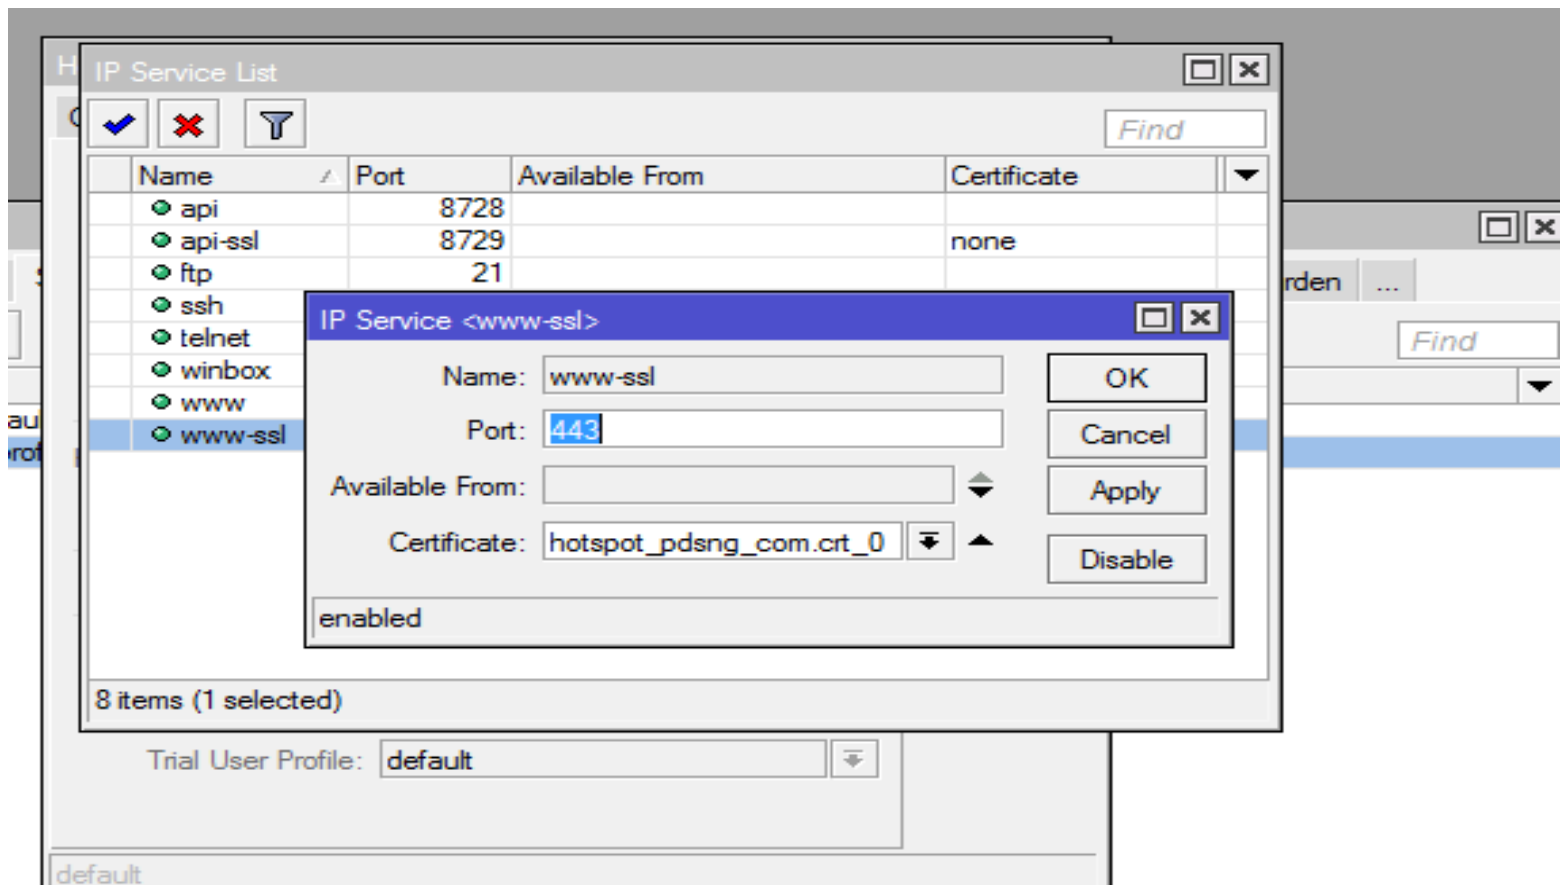 H
IP Service List
Find
Name Port Available From Certificate
api 8728
api-ssl 8729 none
ftp 21
ssh
telnet
winbox
www
www-ssl
IP Service <www-ssl>
Name: www-ssl
Port: 443
Available From:
Certificate: hotspot_pdsng_com.crt_0
OK
Cancel
Apply
Disable
enabled
8 items (1 selected)
rden ...
Find
au
rof
Trial User Profile: default
default